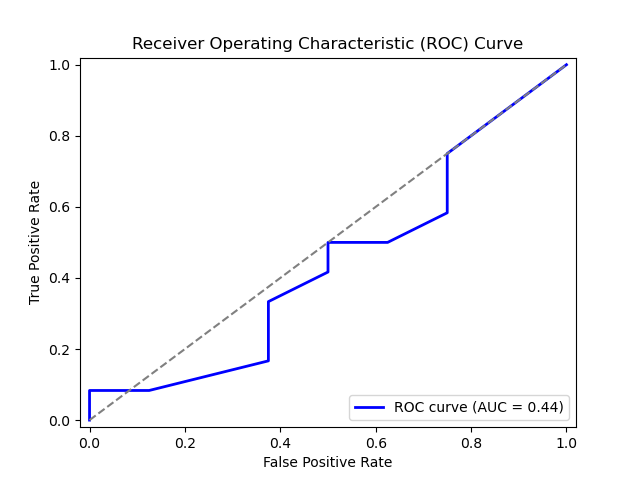 Receiver Operating Characteristic (ROC) Curve
True Positive Rate
1.0
0.8
0.6
0.4
0.2
0.0
ROC curve (AUC = 0.44)
0.0 0.2 0.4 0.6 0.8 1.0
False Positive Rate